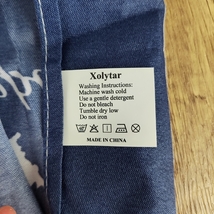 Xolytar
Washing Instructions:
Machine wash cold
Use a gentle detergent
Do not bleach
Tumble dry low
Do not iron
MADE IN CHINA